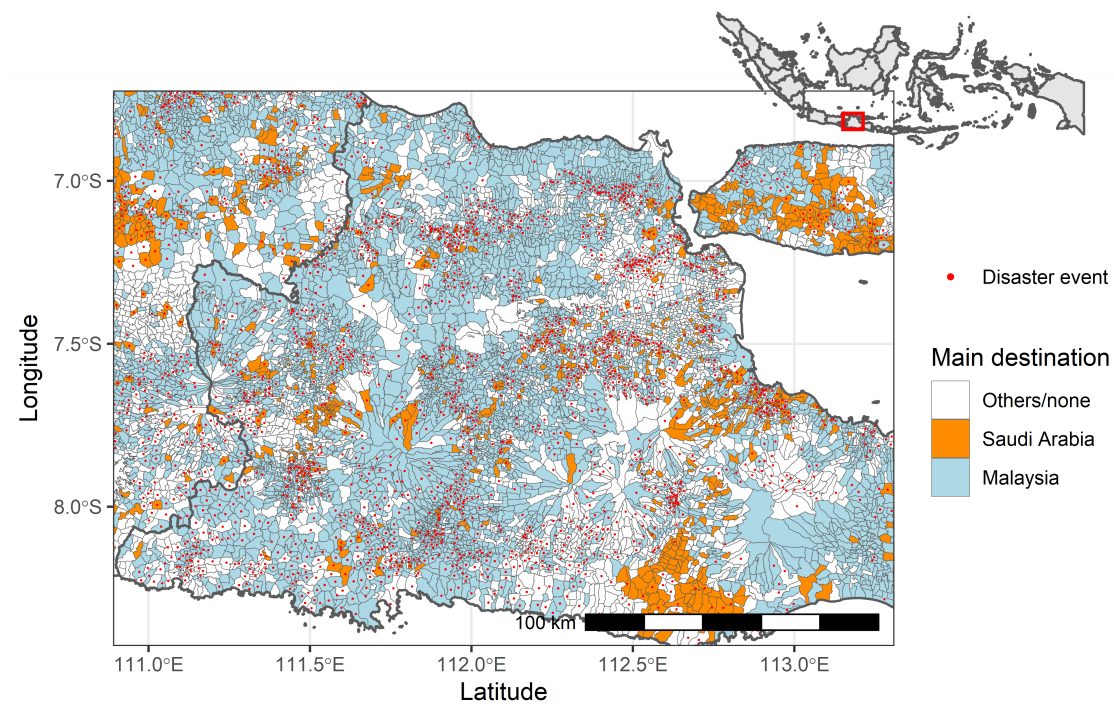 7.0°S
7.5°S
8.0°S
Longitude
100 km
111.0°E
111.5°E
112.0°E
112.5°E
113.0°E
Latitude
Disaster event
Main destination
Others/none
Saudi Arabia
Malaysia